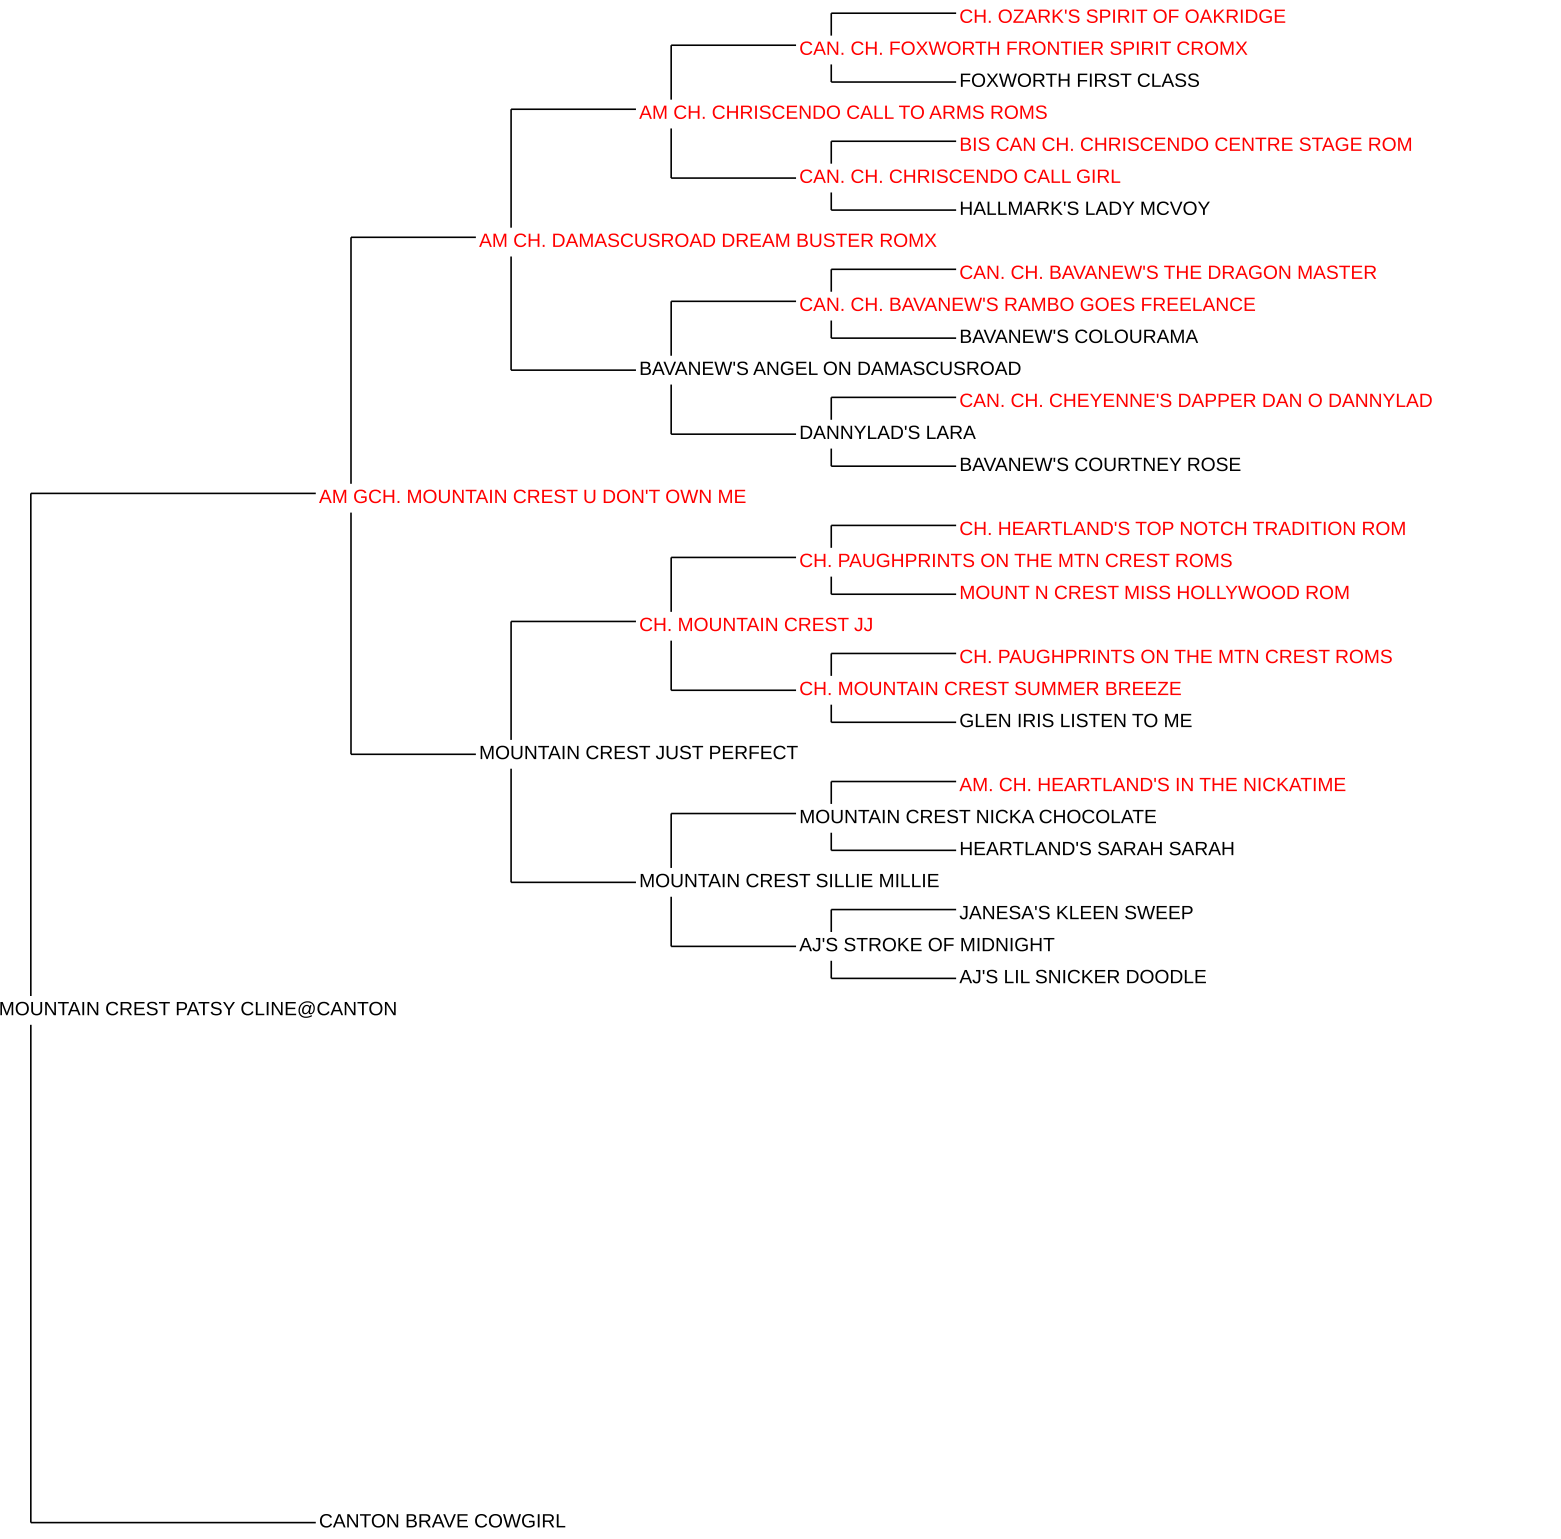 CH. OZARK'S SPIRIT OF OAKRIDGE
CAN. CH. FOXWORTH FRONTIER SPIRIT CROMX
FOXWORTH FIRST CLASS
AM CH. CHRISCENDO CALL TO ARMS ROMS
BIS CAN CH. CHRISCENDO CENTRE STAGE ROM
CAN. CH. CHRISCENDO CALL GIRL
HALLMARK'S LADY MCVOY
AM CH. DAMASCUSROAD DREAM BUSTER ROMX
CAN. CH. BAVANEW'S THE DRAGON MASTER
CAN. CH. BAVANEW'S RAMBO GOES FREELANCE
BAVANEW'S COLOURAMA
BAVANEW'S ANGEL ON DAMASCUSROAD
CAN. CH. CHEYENNE'S DAPPER DAN O DANNYLAD
DANNYLAD'S LARA
BAVANEW'S COURTNEY ROSE
AM GCH. MOUNTAIN CREST U DON'T OWN ME
CH. HEARTLAND'S TOP NOTCH TRADITION ROM
CH. PAUGHPRINTS ON THE MTN CREST ROMS
MOUNT N CREST MISS HOLLYWOOD ROM
CH. MOUNTAIN CREST JJ
CH. PAUGHPRINTS ON THE MTN CREST ROMS
CH. MOUNTAIN CREST SUMMER BREEZE
GLEN IRIS LISTEN TO ME
MOUNTAIN CREST JUST PERFECT
AM. CH. HEARTLAND'S IN THE NICKATIME
MOUNTAIN CREST NICKA CHOCOLATE
HEARTLAND'S SARAH SARAH
MOUNTAIN CREST SILLIE MILLIE
JANESA'S KLEEN SWEEP
AJ'S STROKE OF MIDNIGHT
AJ'S LIL SNICKER DOODLE
MOUNTAIN CREST PATSY CLINE@CANTON
CANTON BRAVE COWGIRL